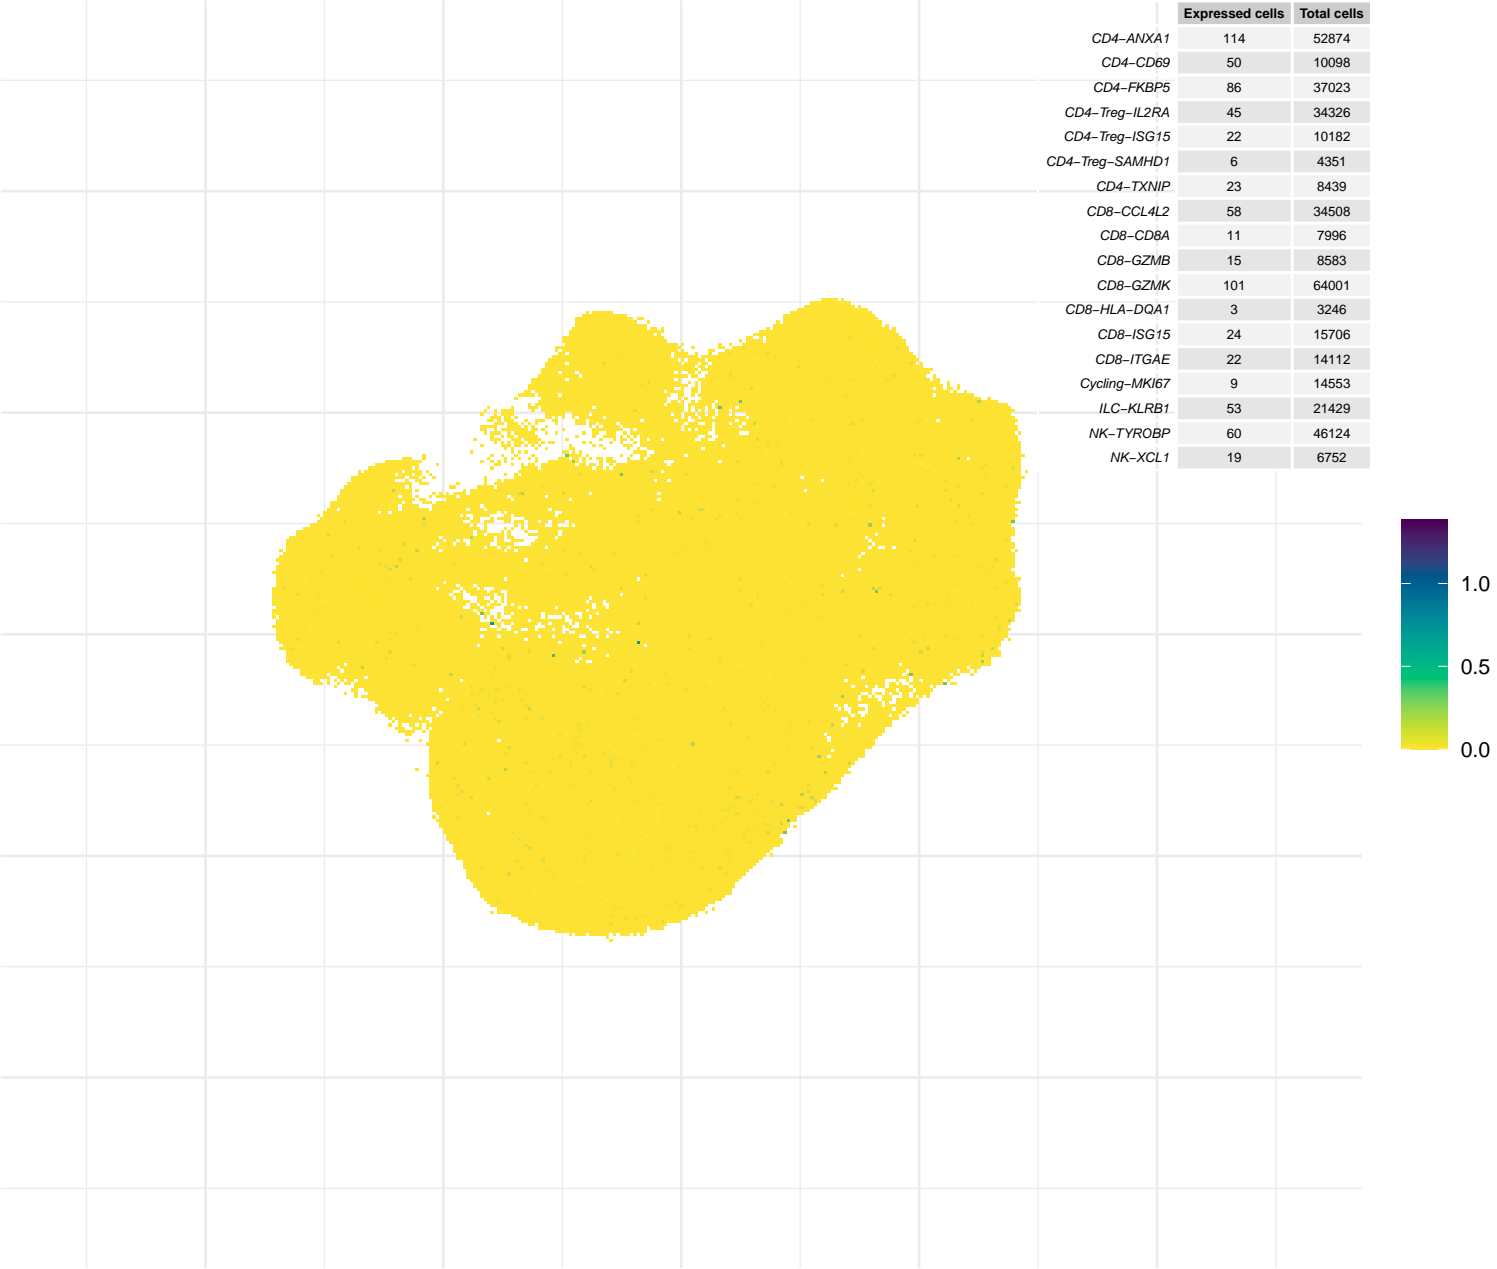 Expressed cells Total cells
CD4−ANXA1 114 52874
CD4−CD69 50 10098
CD4−FKBP5 86 37023
CD4−Treg−IL2RA 45 34326
CD4−Treg−ISG15 22 10182
CD4−Treg−SAMHD1 6 4351
CD4−TXNIP 23 8439
CD8−CCL4L2 58 34508
CD8−CD8A 11 7996
CD8−GZMB 15 8583
CD8−GZMK 101 64001
CD8−HLA−DQA1 3 3246
CD8−ISG15 24 15706
CD8−ITGAE 22 14112
Cycling−MKI67 9 14553
ILC−KLRB1 53 21429
NK−TYROBP 60 46124
NK−XCL1 19 6752
1.0
0.5
0.0